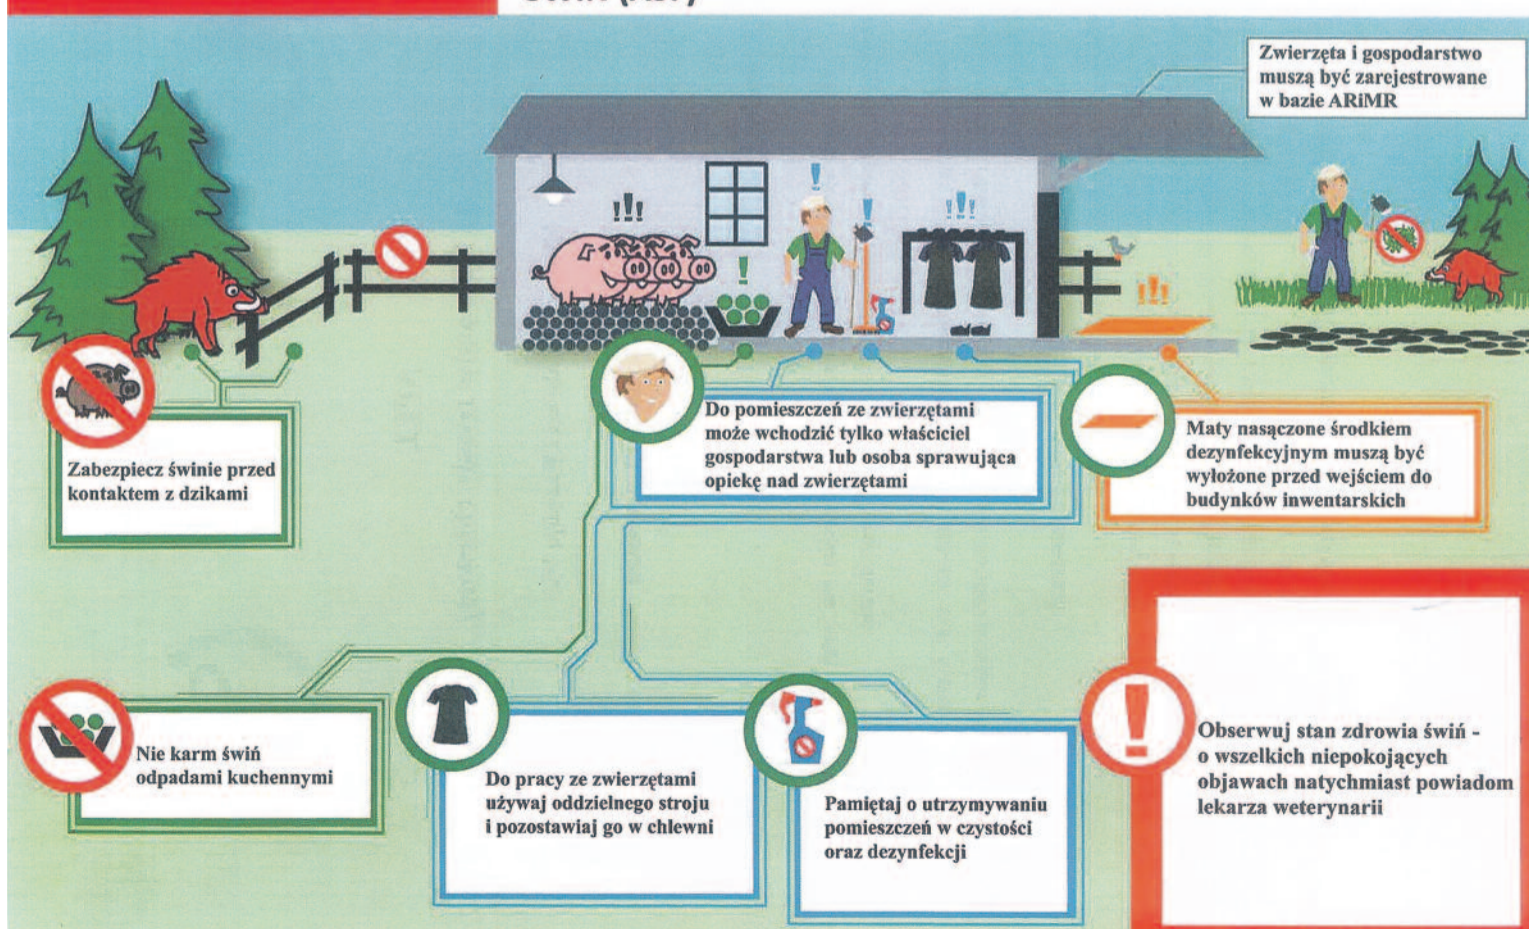 Zwierzęta i gospodarstwo
muszą być zarejestrowane
w bazie ARiMR
Zabezpiecz świnie przed
kontaktem z dzikami
Do pomieszczeń ze zwierzętami
może wchodzić tylko właściciel
gospodarstwa lub osoba sprawująca
opiekę nad zwierzętami
Maty nasączone środkiem
dezynfekcyjnym muszą być
wyłożone przed wejściem do
budynków inwentarskich
Nie karm świń
odpadami kuchennymi
Do pracy ze zwierzętami
używaj oddzielnego stroju
i pozostawiaj go w chlewni
Pamiętaj o utrzymywaniu
pomieszczeń w czystości
oraz dezynfekcji
Obserwuj stan zdrowia świń -
o wszelkich niepokojących
objawach natychmiast powiadom
lekarza weterynarii